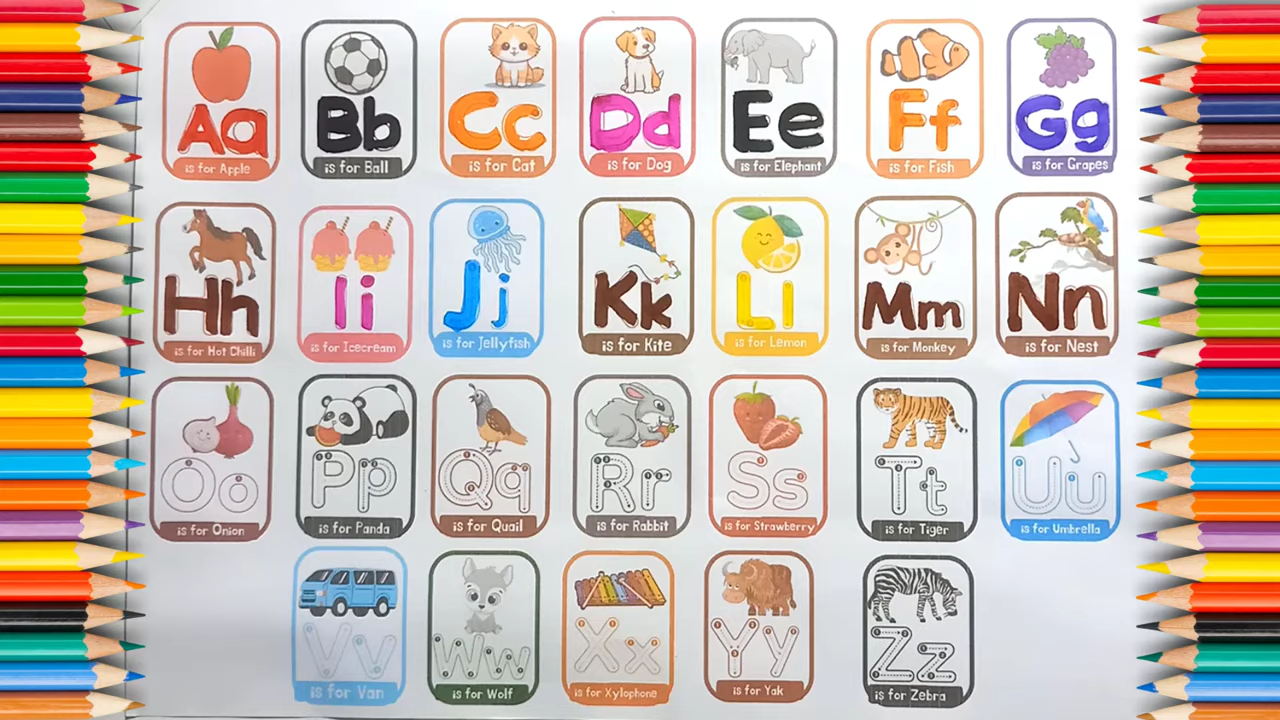 Aa
is for Apple
Bb
is for Ball
Cc
is for Cat
Dd
is for Dog
Ee
is for Elephant
Ff
is for Fish
Gg
is for Grapes
Hh
is for Hot Chilli
Ii
is for Icecream
Jj
is for Jellyfish
Kk
is for Kite
Ll
is for Lemon
Mm
is for Monkey
Nn
is for Nest
Oo
is for Onion
Pp
is for Panda
Qq
is for Quail
Rr
is for Rabbit
Ss
is for Strawberry
Tt
is for Tiger
Uu
is for Umbrella
Vv
is for Van
Ww
is for Wolf
Xx
is for Xylophone
Yy
is for Yak
Zz
is for Zebra